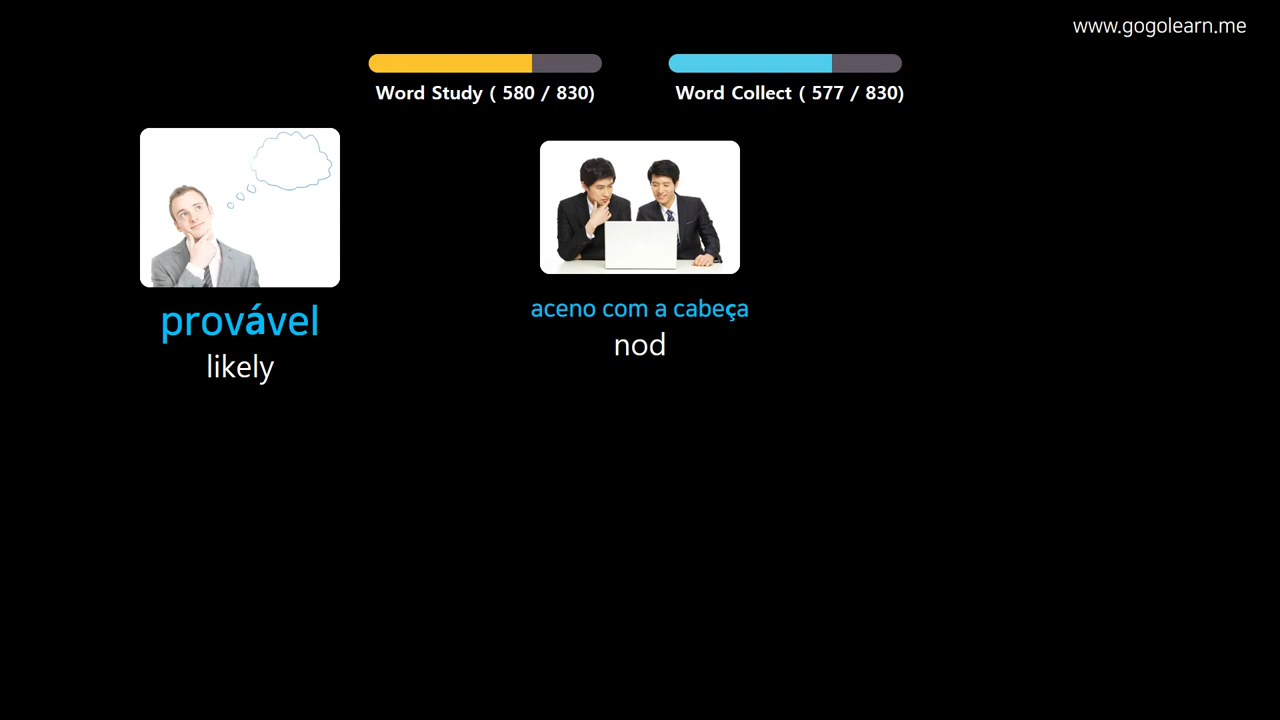 www.gogolearn.me
Word Study ( 580 / 830)
Word Collect ( 577 / 830)
provável
likely
aceno com a cabeça
nod